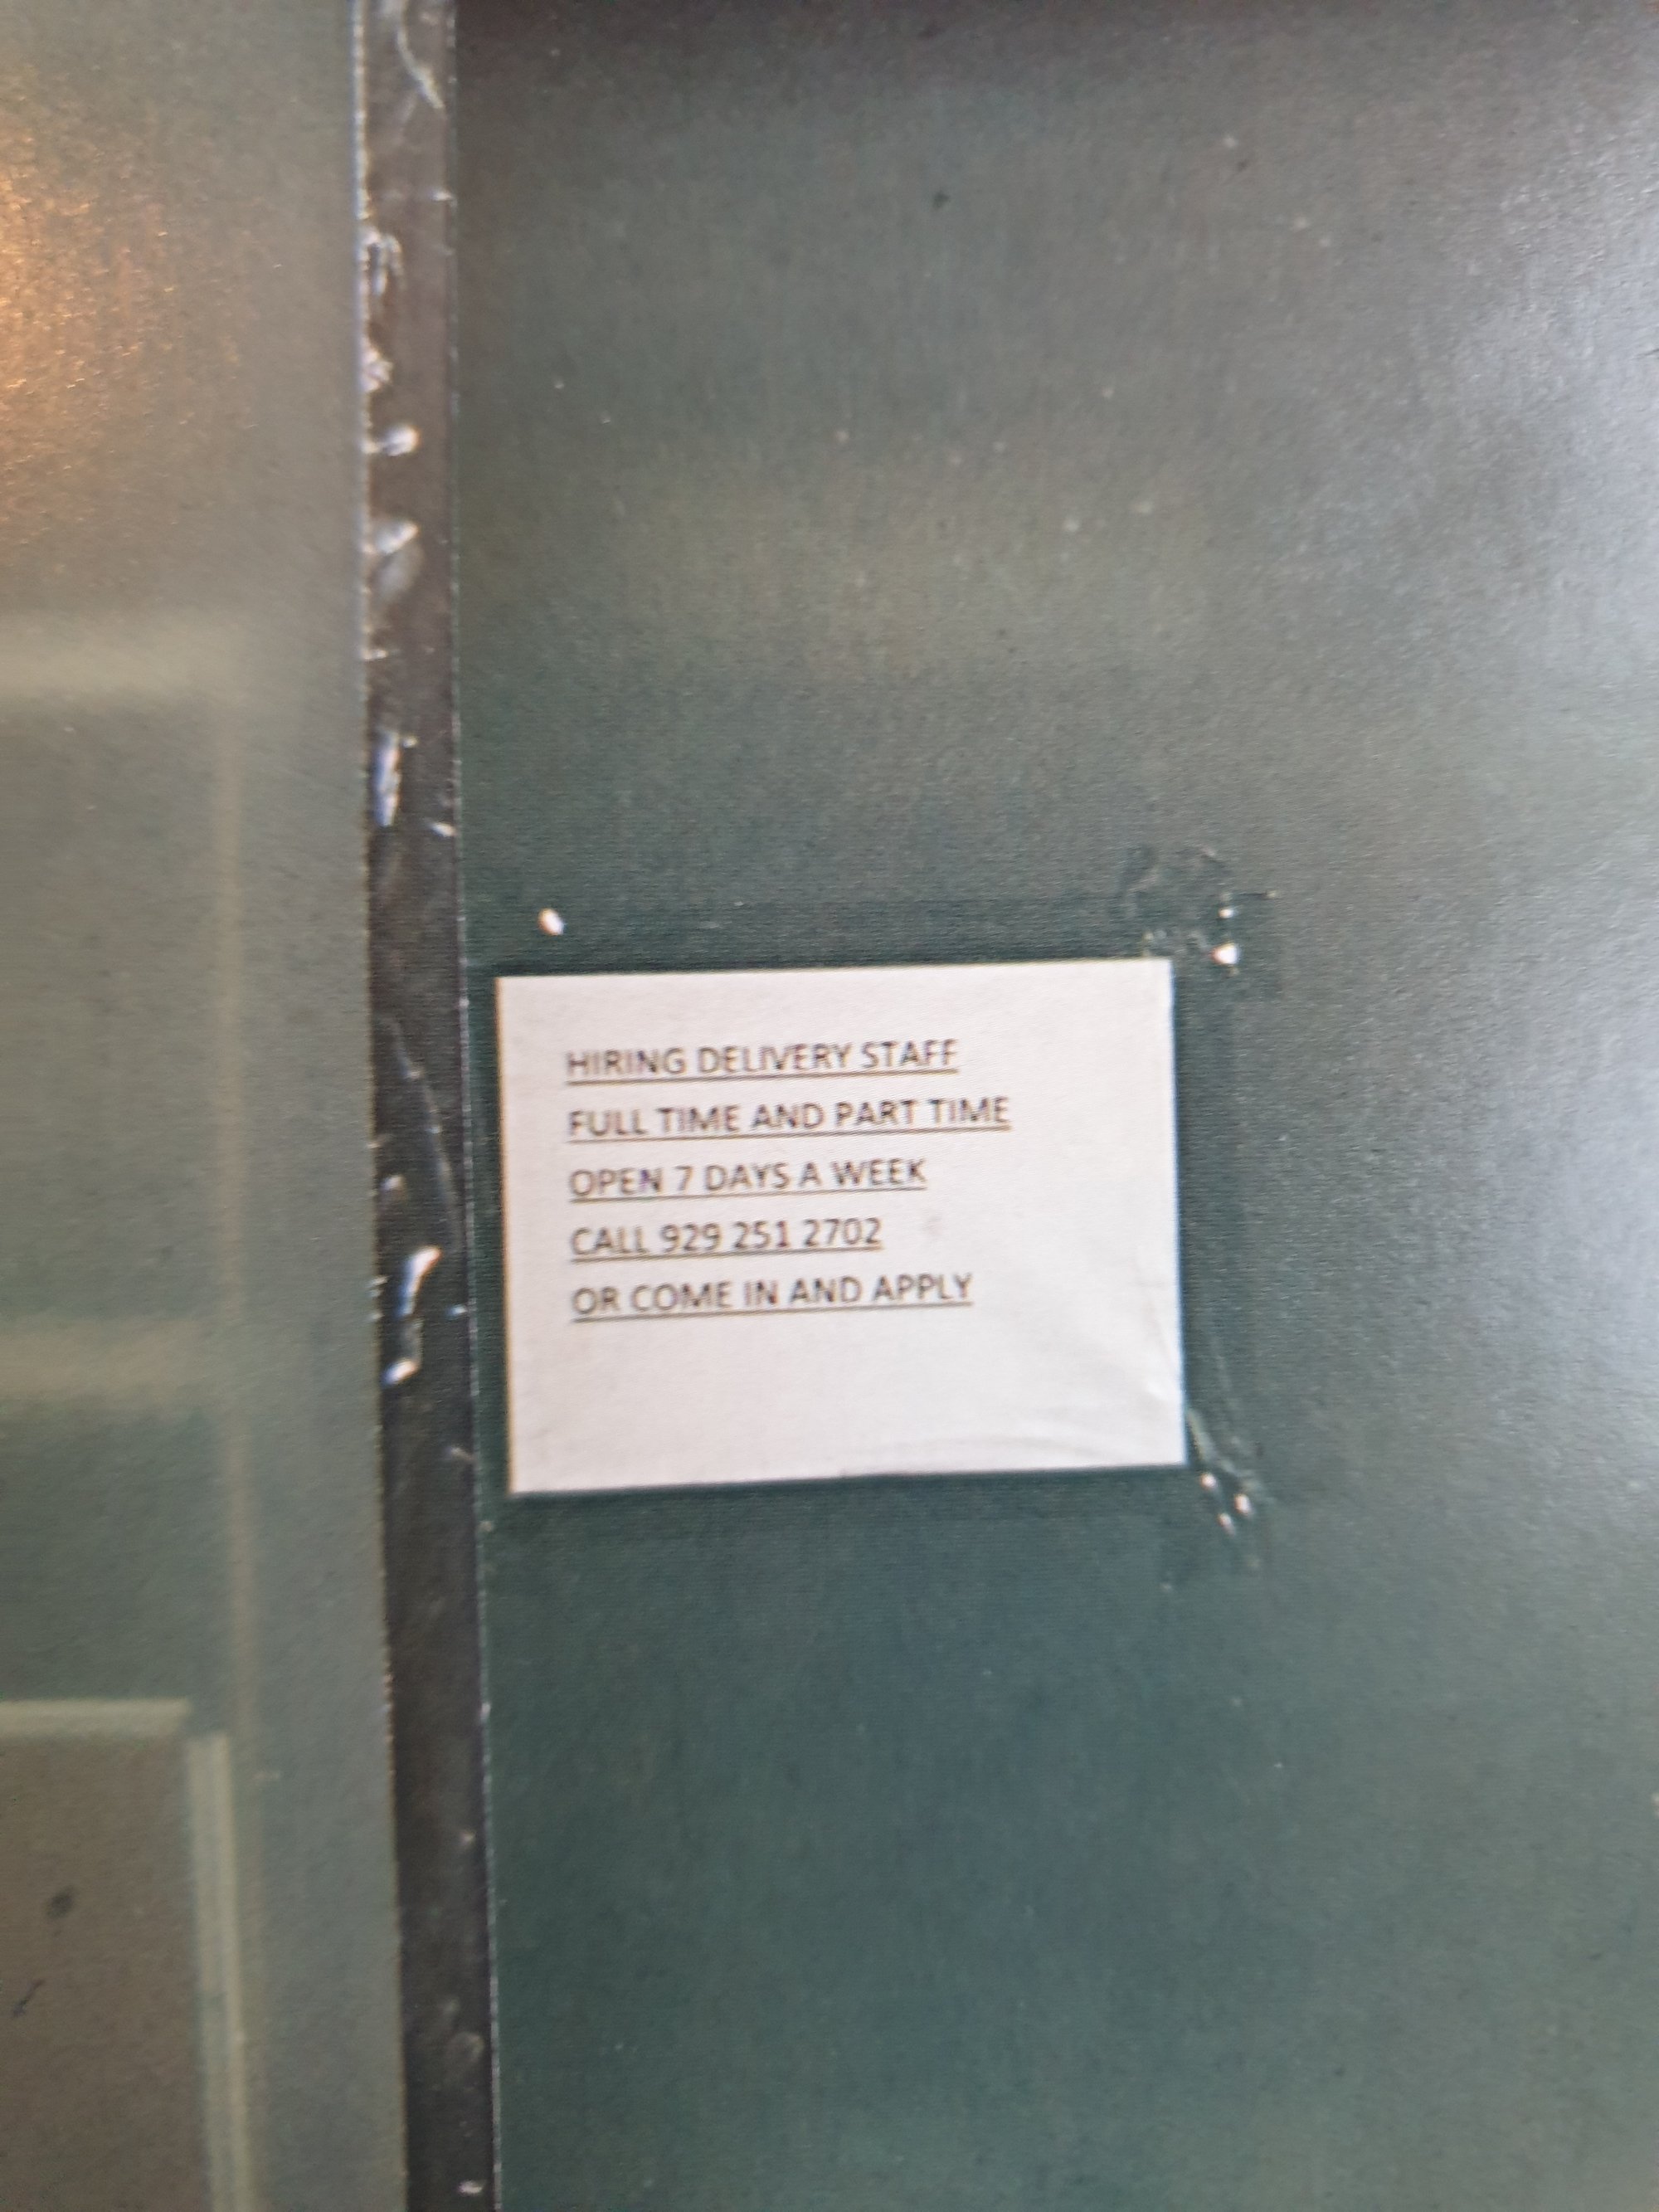 HIRING DELIVERY STAFF
FULL TIME AND PART TIME
OPEN 7 DAYS A WEEK
CALL 929 251 2702
OR COME IN AND APPLY